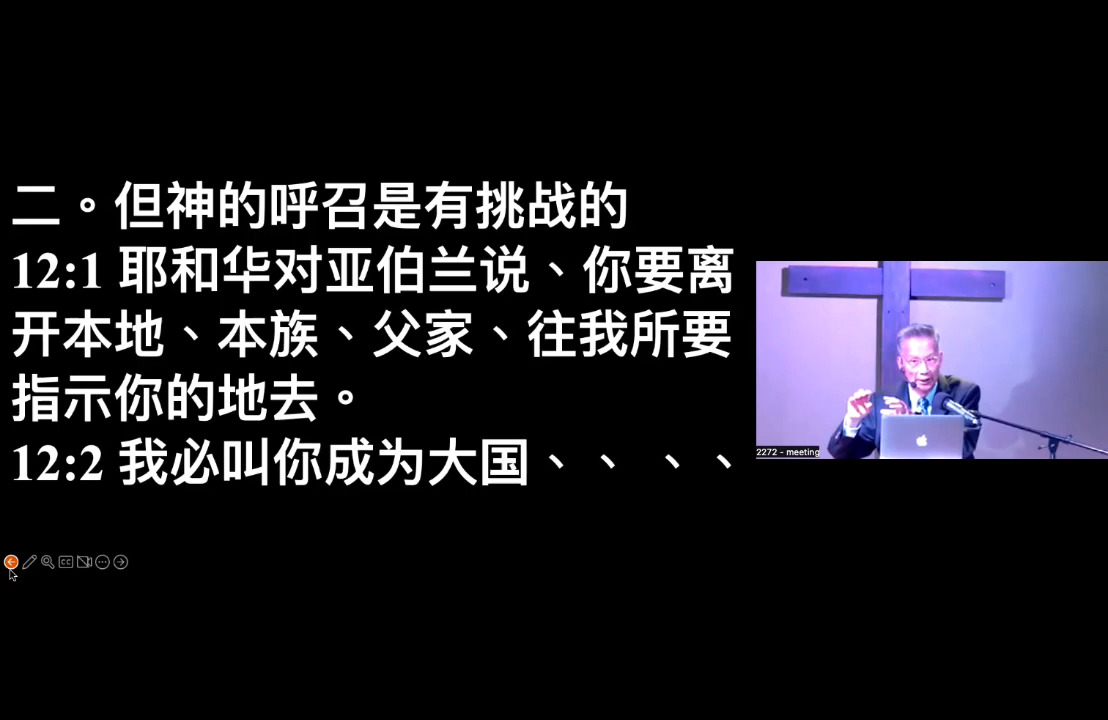 二。但神的呼召是有挑战的
12:1 耶和华对亚伯兰说、你要离
开本地、本族、父家、往我所要
指示你的地去。
12:2 我必叫你成为大国、、、、
2272 - meeting
CC